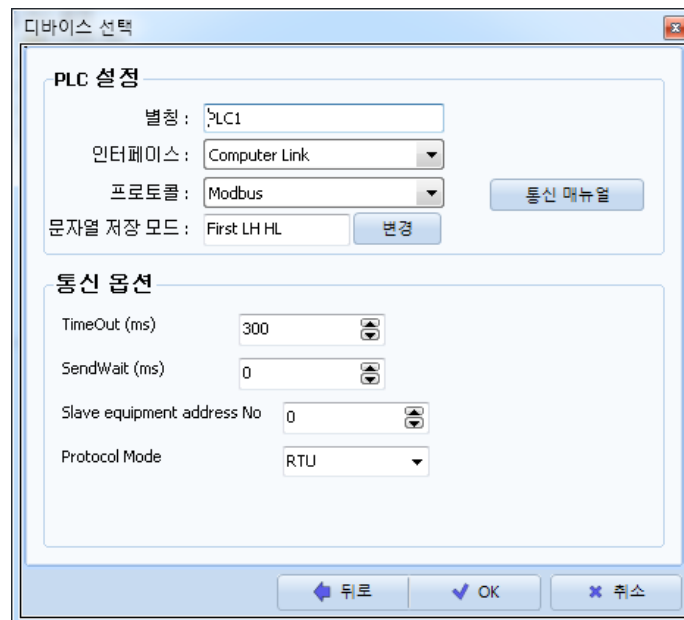 디바이스 선택
PLC 설정
별칭 : PLC1
인터페이스 : Computer Link
프로토콜 : Modbus 통신 매뉴얼
문자열 저장 모드 : First LH HL 변경
통신 옵션
TimeOut (ms) 300
SendWait (ms) 0
Slave equipment address No 0
Protocol Mode RTU
뒤로 OK 취소